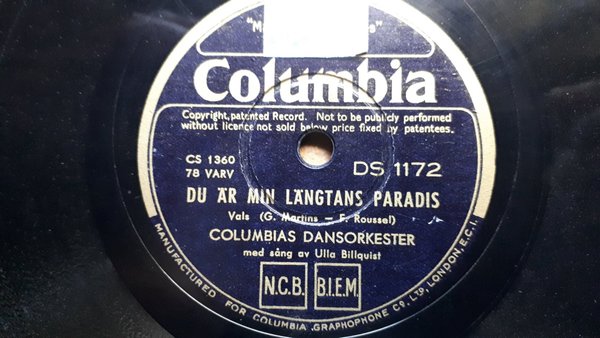 Columbia
Copyright, patented Record. Not to be publicly performed
without licence not sold below price fixed by patentees.
CS 1360
78 VARV
DS 1172
DU ÄR MIN LÄNGTANS PARADIS
Vals (G. Martins – F. Roussel)
COLUMBIAS DANSORKESTER
med sång av Ulla Billquist
N.C.B. B.I.E.M.
MANUFACTURED FOR COLUMBIA GRAPHOPHONE CO. LTD, LONDON, E.C.1.